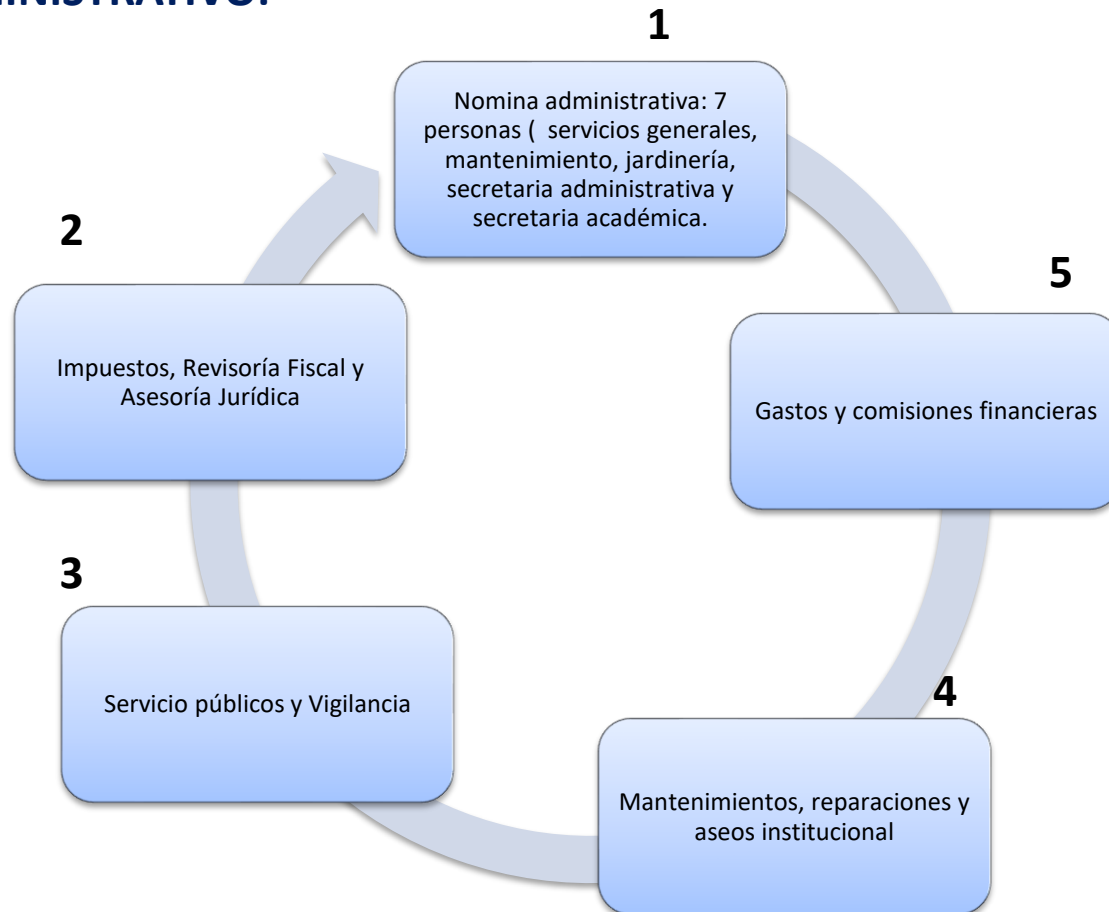 1
Nomina administrativa: 7
personas (  servicios generales,
mantenimiento, jardinería,
secretaria administrativa y
secretaria académica.
2
Impuestos, Revisoría Fiscal y
Asesoría Jurídica
5
Gastos y comisiones financieras
3
Servicio públicos y Vigilancia
4
Mantenimientos, reparaciones y
aseos institucional